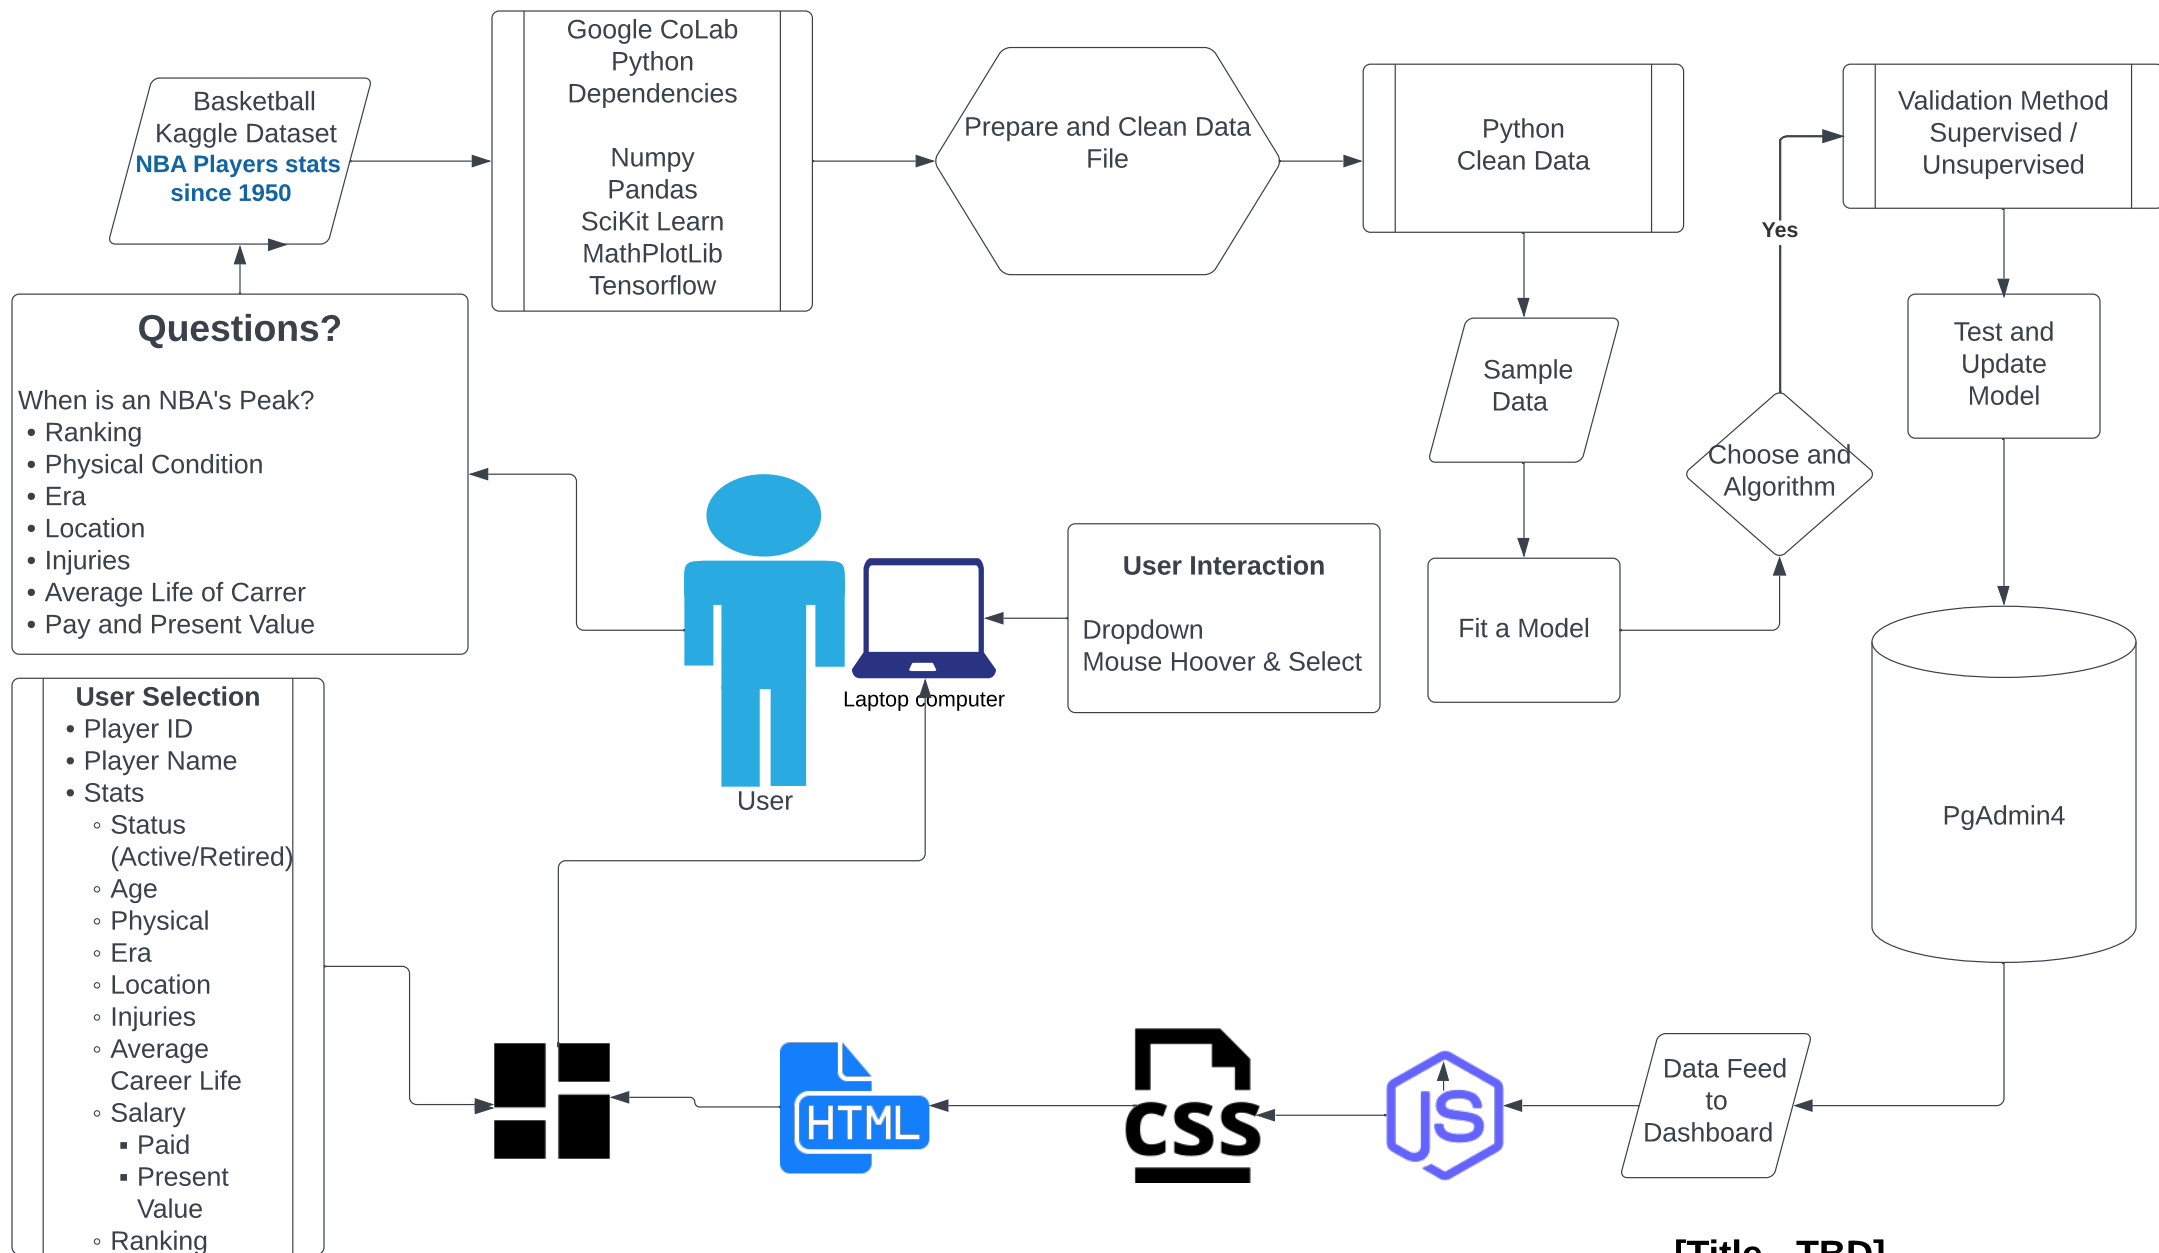 Basketball
Kaggle Dataset
NBA Players stats
since 1950
Google CoLab
Python
Dependencies
Numpy
Pandas
SciKit Learn
MathPlotLib
Tensorflow
Prepare and Clean Data
File
Python
Clean Data
Validation Method
Supervised /
Unsupervised
Yes
Questions?
When is an NBA's Peak?
• Ranking
• Physical Condition
• Era
• Location
• Injuries
• Average Life of Carrer
• Pay and Present Value
Sample
Data
Test and
Update
Model
Choose and
Algorithm
User Interaction
Dropdown
Mouse Hoover & Select
Fit a Model
Laptop computer
User
User Selection
• Player ID
• Player Name
• Stats
◦ Status
(Active/Retired)
◦ Age
◦ Physical
◦ Era
◦ Location
◦ Injuries
◦ Average
Career Life
◦ Salary
▪ Paid
▪ Present
Value
◦ Ranking
PgAdmin4
HTML
CSS
JS
Data Feed
to
Dashboard
[Title - TBD]